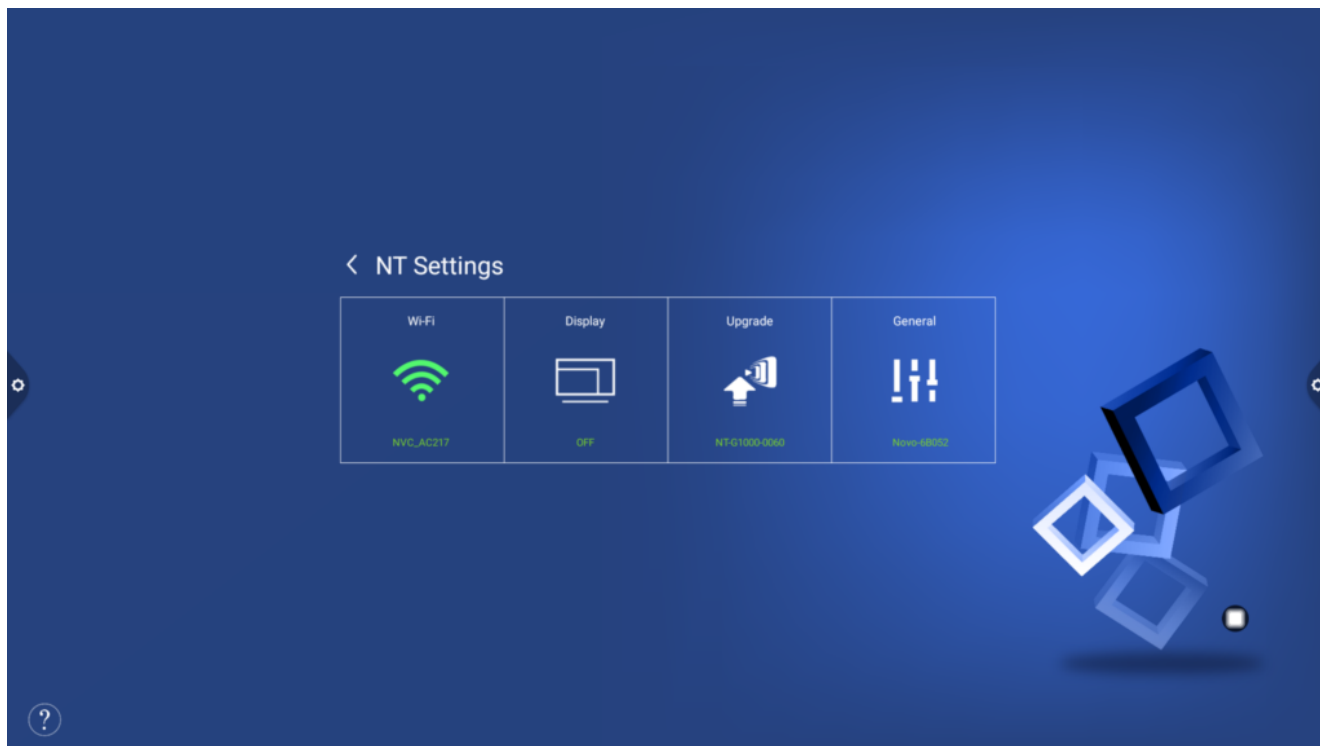 NT Settings
Wi-Fi
Display
Upgrade
General
NVC_AC217
OFF
NT-G1000-0060
Novo-6B052
?